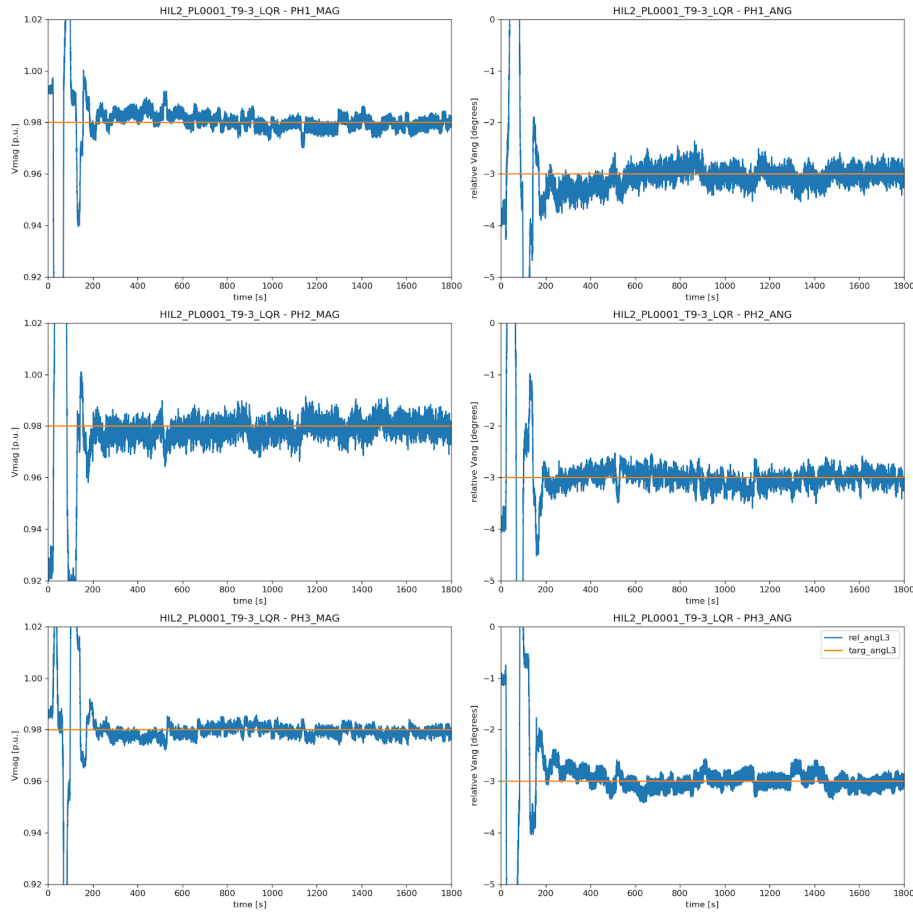 HIL2_PL0001_T9-3_LQR - PH1_MAG
1.02
1.00
0.98
0.96
0.94
0.92
Vmag [p.u.]
0 200 400 600 800 1000 1200 1400 1600 1800
time [s]
HIL2_PL0001_T9-3_LQR - PH1_ANG
0
−1
−2
−3
−4
−5
relative Vang [degrees]
0 200 400 600 800 1000 1200 1400 1600 1800
time [s]
HIL2_PL0001_T9-3_LQR - PH2_MAG
1.02
1.00
0.98
0.96
0.94
0.92
Vmag [p.u.]
0 200 400 600 800 1000 1200 1400 1600 1800
time [s]
HIL2_PL0001_T9-3_LQR - PH2_ANG
0
−1
−2
−3
−4
−5
relative Vang [degrees]
0 200 400 600 800 1000 1200 1400 1600 1800
time [s]
HIL2_PL0001_T9-3_LQR - PH3_MAG
1.02
1.00
0.98
0.96
0.94
0.92
Vmag [p.u.]
0 200 400 600 800 1000 1200 1400 1600 1800
time [s]
HIL2_PL0001_T9-3_LQR - PH3_ANG
rel_angL3
targ_angL3
0
−1
−2
−3
−4
−5
relative Vang [degrees]
0 200 400 600 800 1000 1200 1400 1600 1800
time [s]